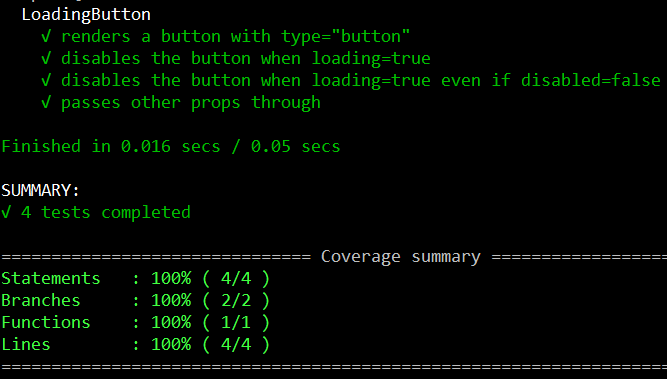 LoadingButton
√ renders a button with type="button"
√ disables the button when loading=true
√ disables the button when loading=true even if disabled=false
√ passes other props through
Finished in 0.016 secs / 0.05 secs
SUMMARY:
√ 4 tests completed
=============================== Coverage summary ==================
Statements   : 100% ( 4/4 )
Branches     : 100% ( 2/2 )
Functions    : 100% ( 1/1 )
Lines        : 100% ( 4/4 )
===================================================================